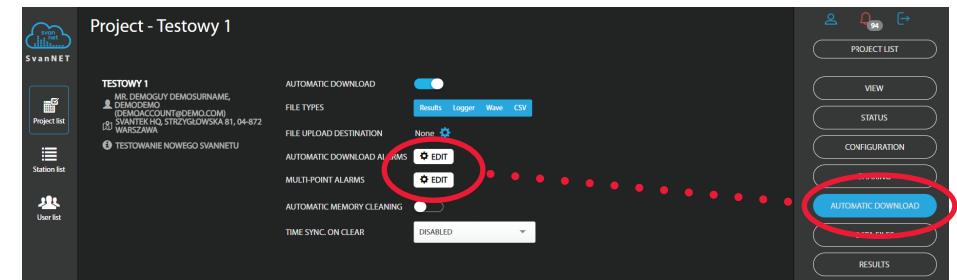 svan
net
SvanNET
Project list
Station list
User list
Project - Testowy 1
TESTOWY 1
MR. DEMOGUY DEMOSURNAME,
DEMODEMO
(DEMOACCOUNT@DEMO.COM)
SVANTEK HQ, STRZYGŁOWSKA 81, 04-872
WARSZAWA
TESTOWANIE NOWEGO SVANNETU
AUTOMATIC DOWNLOAD
FILE TYPES
Results Logger Wave CSV
FILE UPLOAD DESTINATION
None
AUTOMATIC DOWNLOAD ALARMS
EDIT
MULTI-POINT ALARMS
EDIT
AUTOMATIC MEMORY CLEANING
TIME SYNC. ON CLEAR
DISABLED
94
PROJECT LIST
VIEW
STATUS
CONFIGURATION
SHARING
AUTOMATIC DOWNLOAD
DATA FILES
RESULTS